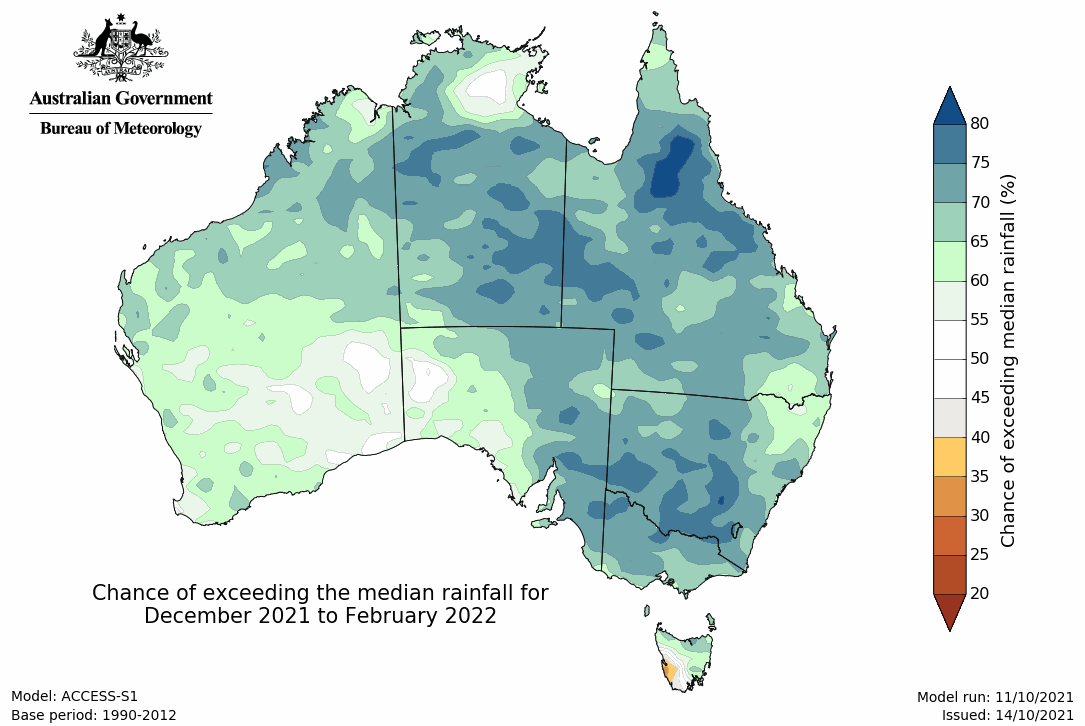 Australian Government
Bureau of Meteorology
80
75
70
65
60
55
50
45
40
35
30
25
20
Chance of exceeding median rainfall (%)
Chance of exceeding the median rainfall for
December 2021 to February 2022
Model: ACCESS-S1
Base period: 1990-2012
Model run: 11/10/2021
Issued: 14/10/2021